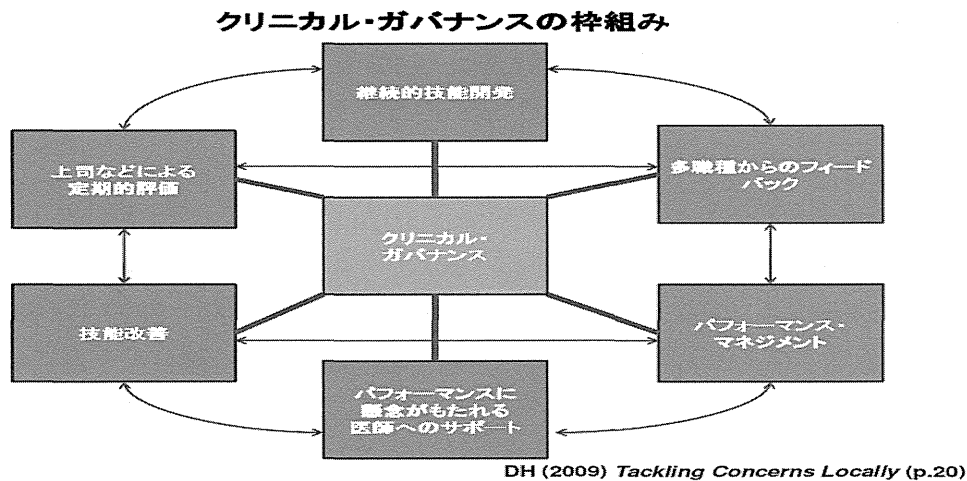 クリニカル・ガバナンスの枠組み
継続的技能開発
上司などによる
定期的評価
多職種からのフィード
バック
クリニカル・
ガバナンス
技能改善
パフォーマンス・
マネジメント
パフォーマンスに
懸念がもたれる
医師へのサポート
DH (2009) Tackling Concerns Locally (p.20)